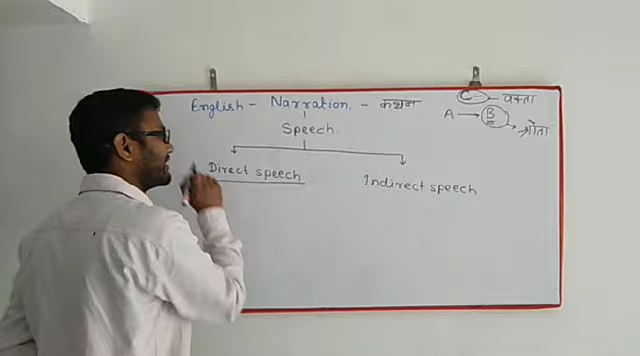 English - Narration - कथन
C - वक्ता
A → B
श्रोता
Speech.
Direct speech
Indirect speech